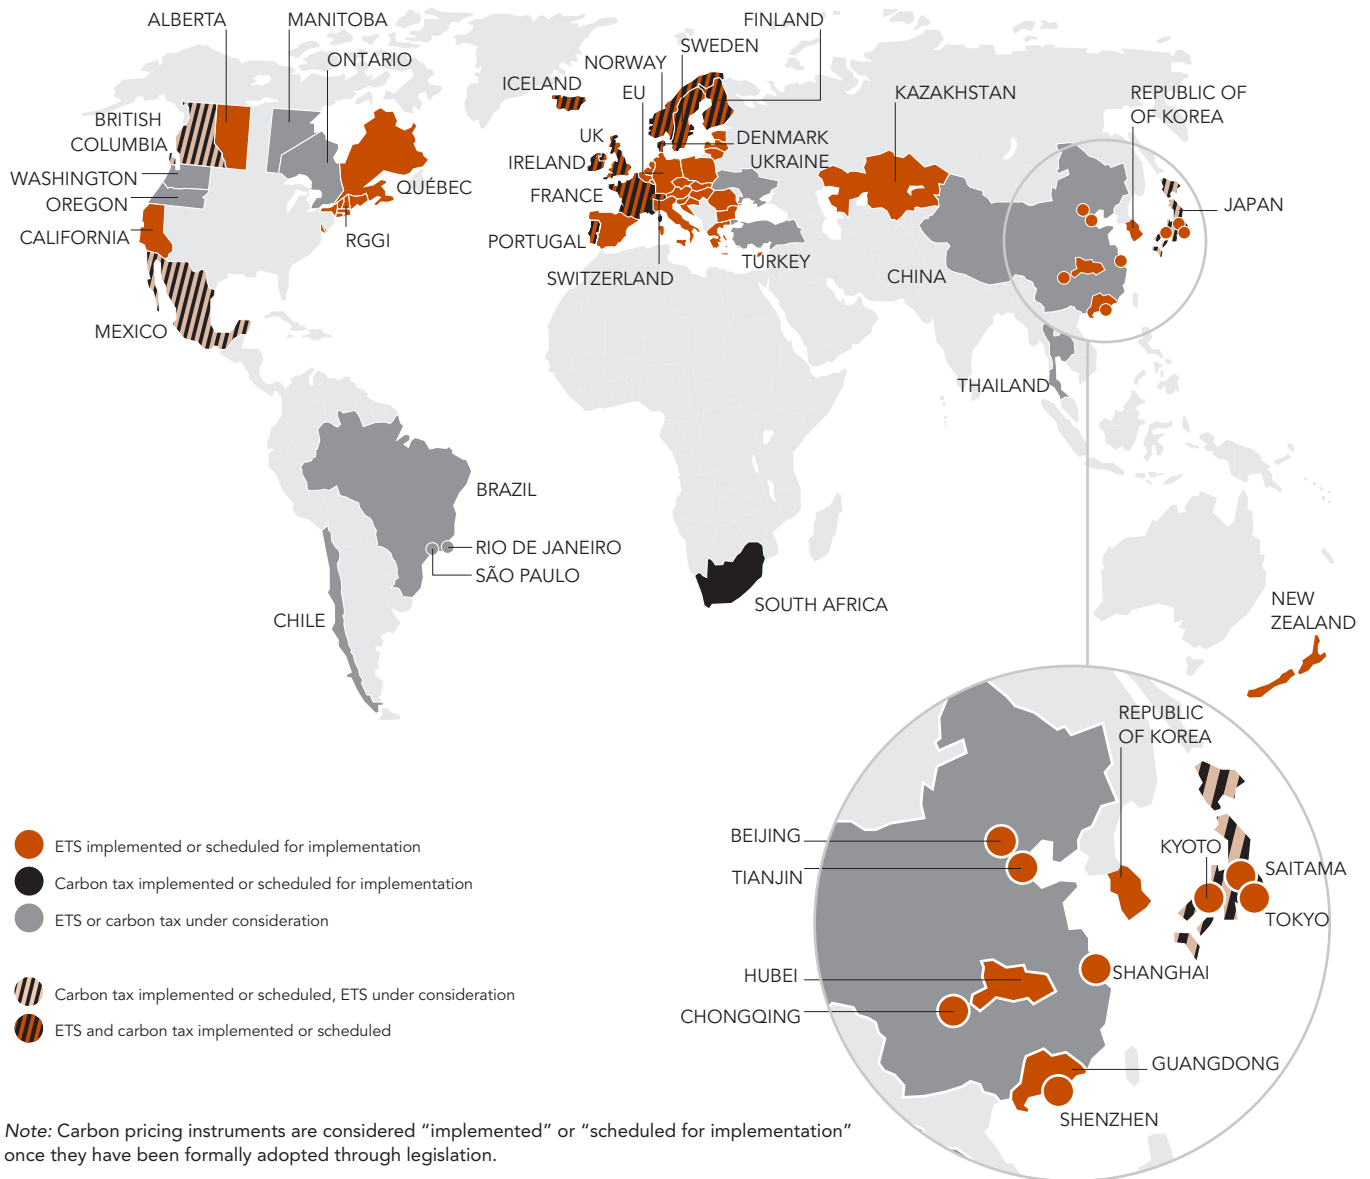 ALBERTA
MANITOBA
FINLAND
ONTARIO
SWEDEN
NORWAY
ICELAND
EU
KAZAKHSTAN
REPUBLIC OF
OF KOREA
BRITISH
COLUMBIA
UK
DENMARK
IRELAND
UKRAINE
WASHINGTON
QUÉBEC
FRANCE
OREGON
JAPAN
CALIFORNIA
RGGI
PORTUGAL
TURKEY
SWITZERLAND
CHINA
MEXICO
THAILAND
BRAZIL
RIO DE JANEIRO
SÃO PAULO
SOUTH AFRICA
CHILE
NEW
ZEALAND
REPUBLIC
OF KOREA
BEIJING
KYOTO
SAITAMA
TIANJIN
TOKYO
HUBEI
SHANGHAI
CHONGQING
GUANGDONG
SHENZHEN
ETS implemented or scheduled for implementation
Carbon tax implemented or scheduled for implementation
ETS or carbon tax under consideration
Carbon tax implemented or scheduled, ETS under consideration
ETS and carbon tax implemented or scheduled
Note: Carbon pricing instruments are considered “implemented” or “scheduled for implementation”
once they have been formally adopted through legislation.